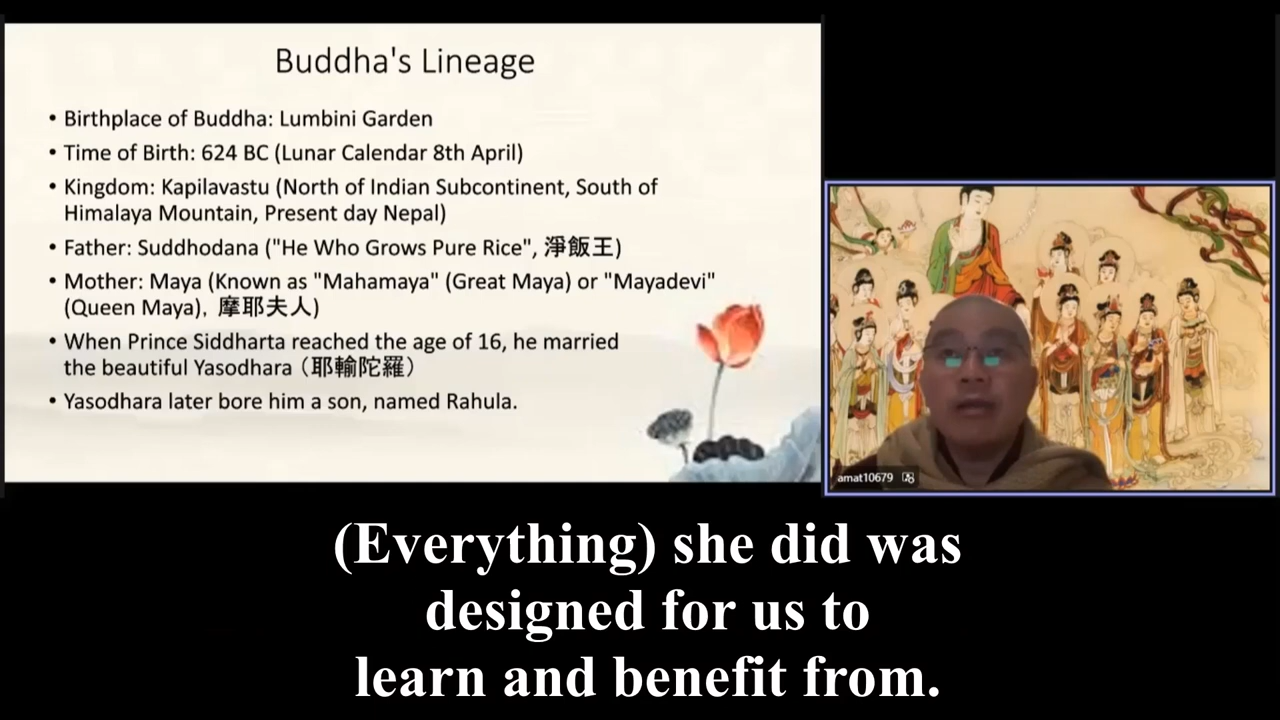 Buddha's Lineage
• Birthplace of Buddha: Lumbini Garden
• Time of Birth: 624 BC (Lunar Calendar 8th April)
• Kingdom: Kapilavastu (North of Indian Subcontinent, South of
Himalaya Mountain, Present day Nepal)
• Father: Suddhodana ("He Who Grows Pure Rice", 淨飯王)
• Mother: Maya (Known as "Mahamaya" (Great Maya) or "Mayadevi"
(Queen Maya), 摩耶夫人)
• When Prince Siddharta reached the age of 16, he married
the beautiful Yasodhara（耶輸陀羅）
• Yasodhara later bore him a son, named Rahula.
amat10679
(Everything) she did was
designed for us to
learn and benefit from.